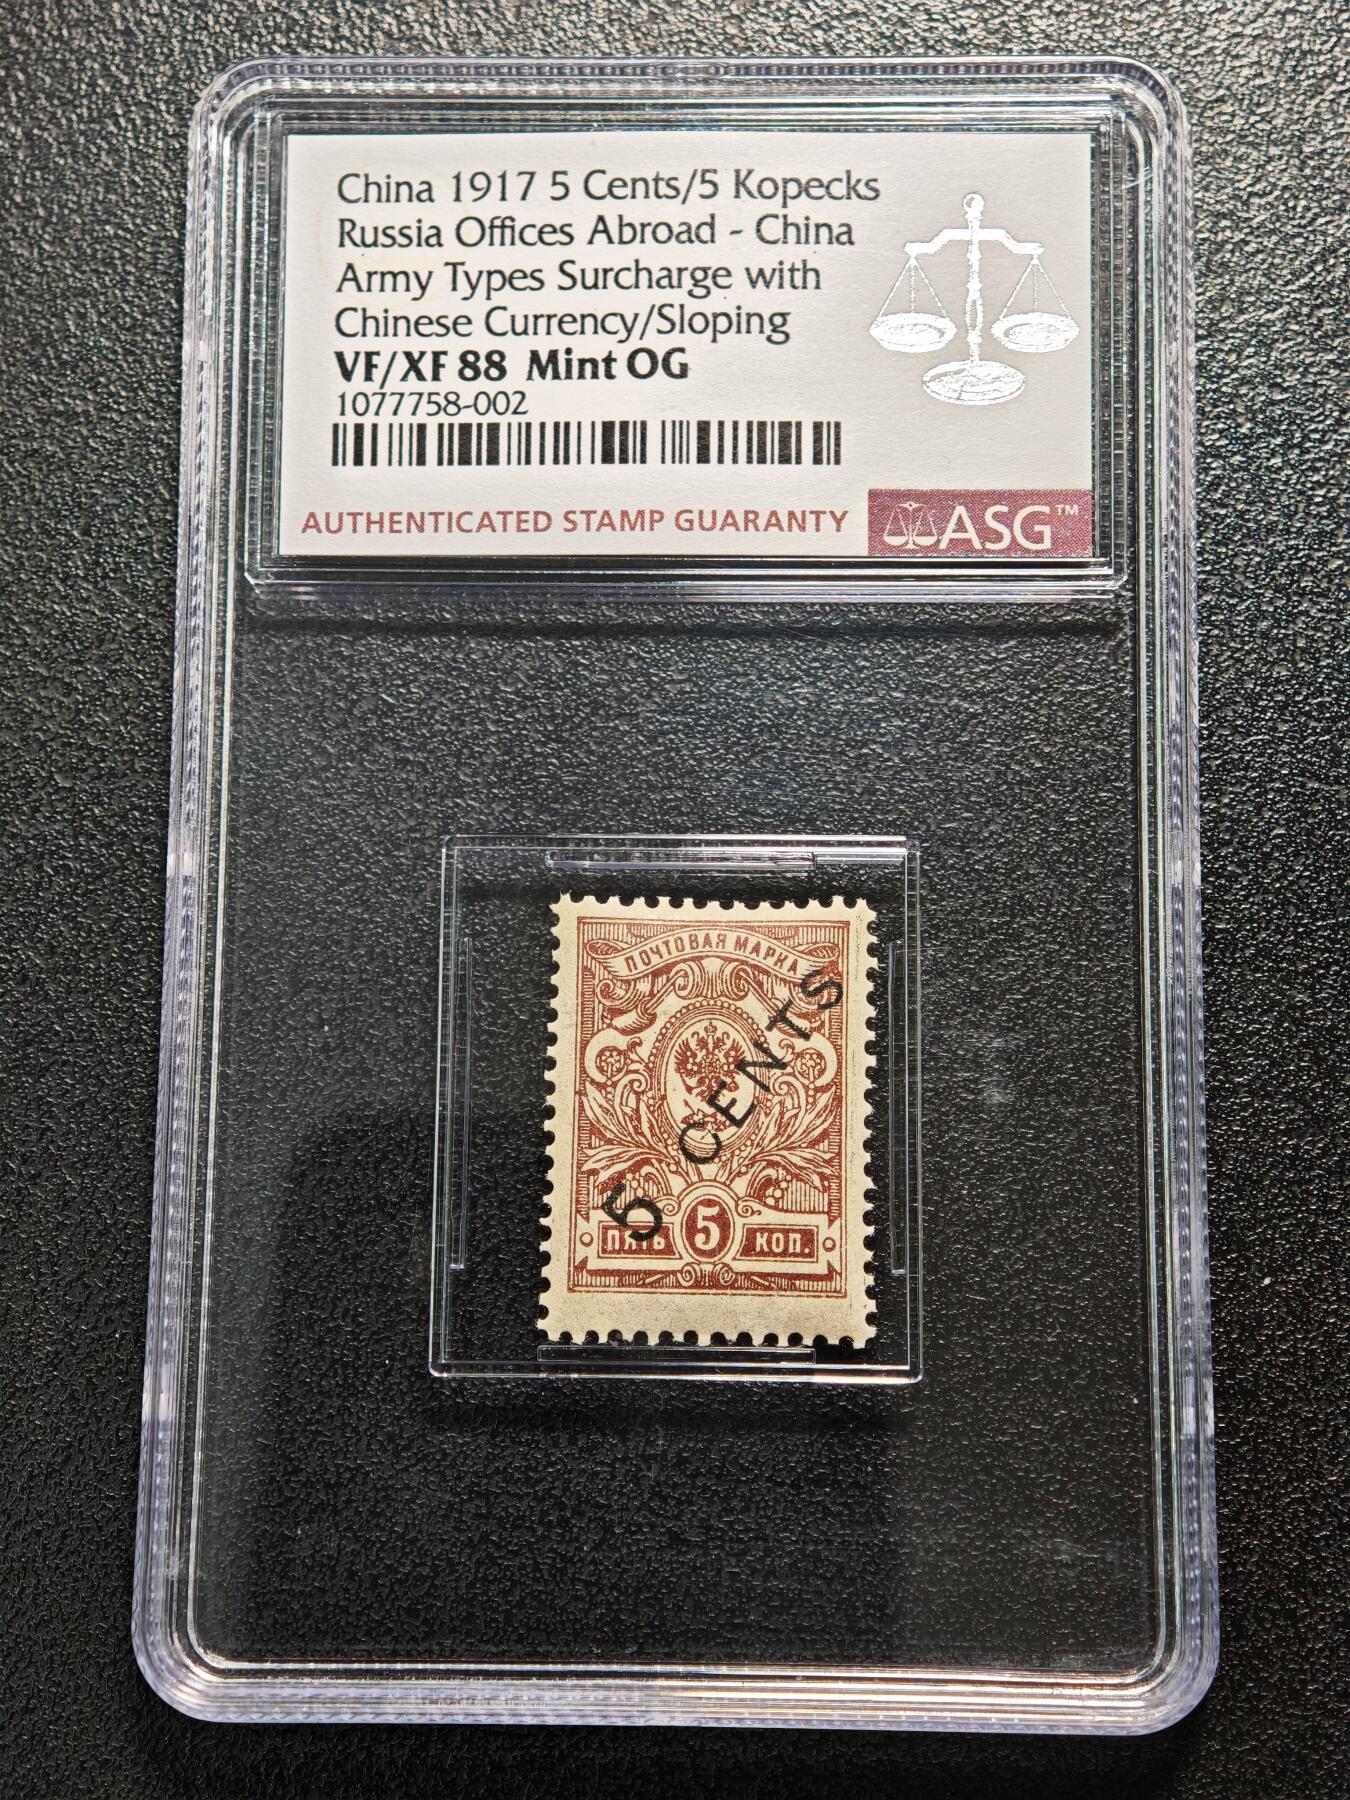 China 1917 5 Cents/5 Kopecks
Russia Offices Abroad - China
Army Types Surcharge with
Chinese Currency/Sloping
VF/XF 88 Mint OG
1077758-002
AUTHENTICATED STAMP GUARANTY
ASG™
ПОЧТОВАЯ МАРКА
5 CENTS
ПЯТЬ 5 КОП.